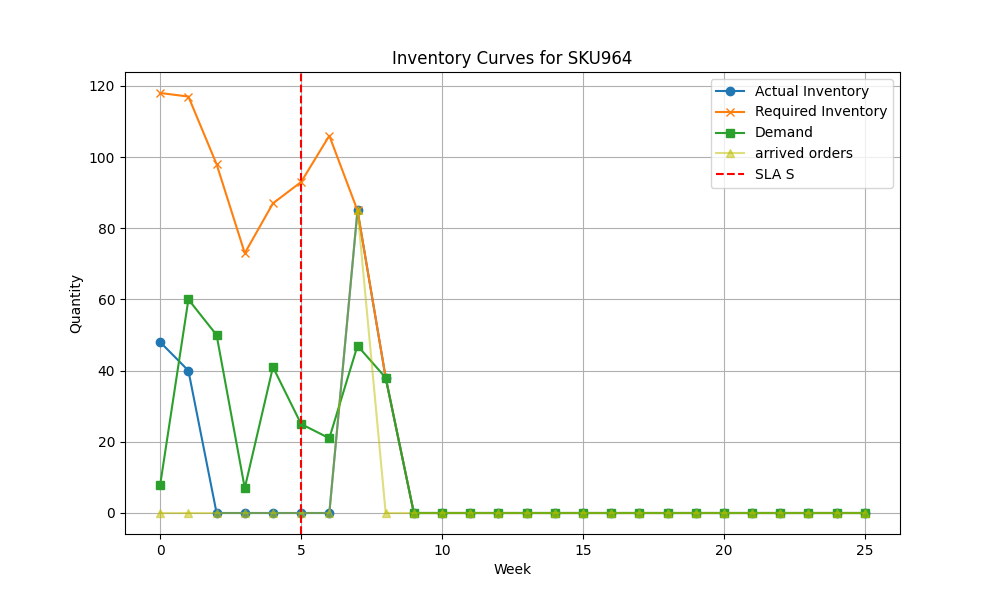 Inventory Curves for SKU964
120
100
80
60
40
20
0
Quantity
0 5 10 15 20 25
Week
Actual Inventory
Required Inventory
Demand
arrived orders
SLA S